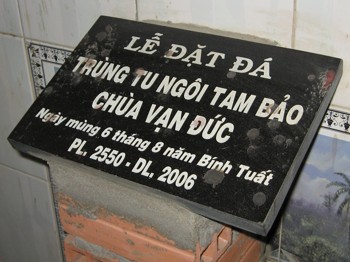 LỄ ĐẶT ĐÁ
TRÙNG TU NGÔI TAM BẢO
CHÙA VẠN ĐỨC
Ngày mùng 6 tháng 8 năm Bính Tuất
PL. 2550 - DL. 2006